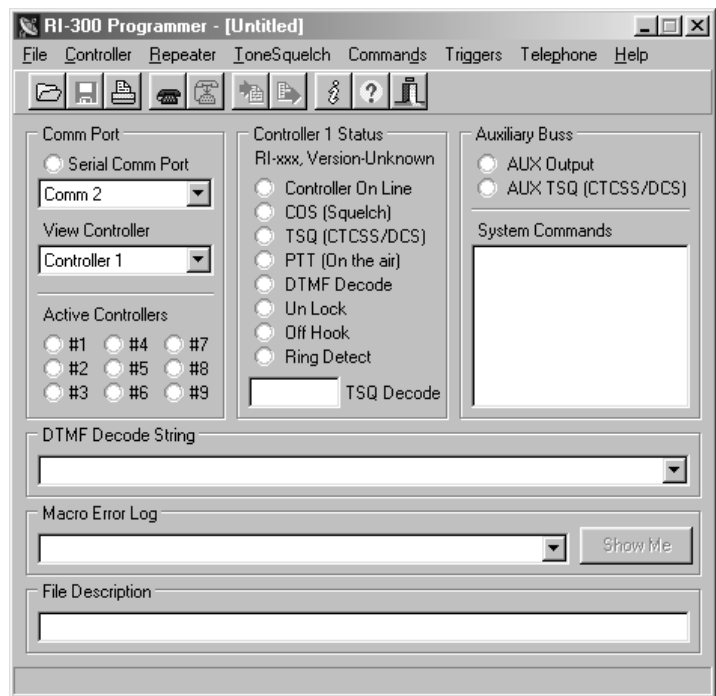 RI-300 Programmer - [Untitled]
File Controller Repeater ToneSquelch Commands Triggers Telephone Help
Comm Port
Serial Comm Port
Comm 2
View Controller
Controller 1
Active Controllers
#1 #4 #7
#2 #5 #8
#3 #6 #9
Controller 1 Status
RI-xxx, Version-Unknown
Controller On Line
COS (Squelch)
TSQ (CTCSS/DCS)
PTT (On the air)
DTMF Decode
Un Lock
Off Hook
Ring Detect
TSQ Decode
Auxiliary Buss
AUX Output
AUX TSQ (CTCSS/DCS)
System Commands
DTMF Decode String
Macro Error Log
Show Me
File Description